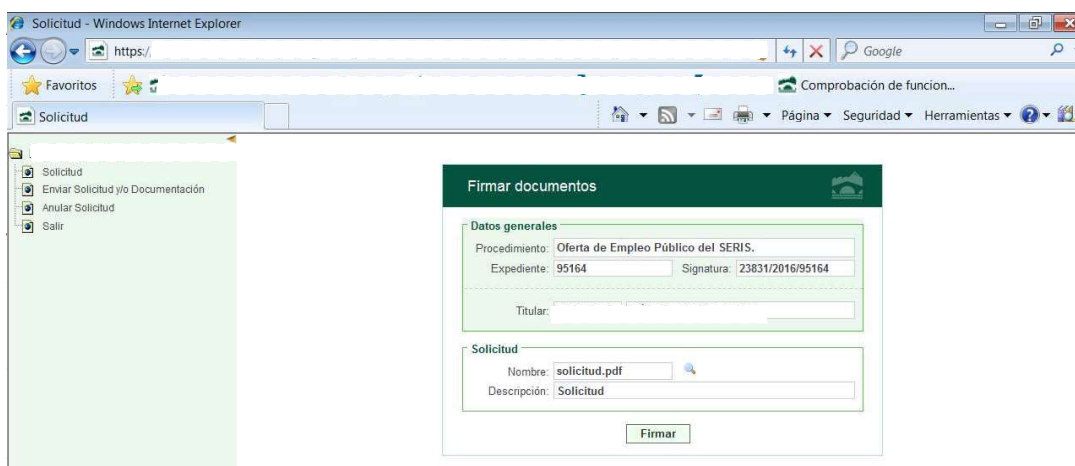 Solicitud - Windows Internet Explorer
https:/
Google
Favoritos
Comprobación de funcion...
Solicitud
Página Seguridad Herramientas
Solicitud
Enviar Solicitud y/o Documentación
Anular Solicitud
Salir
Firmar documentos
Datos generales
Procedimiento: Oferta de Empleo Público del SERIS.
Expediente: 95164 Signatura: 23831/2016/95164
Titular:
Solicitud
Nombre: solicitud.pdf
Descripción: Solicitud
Firmar